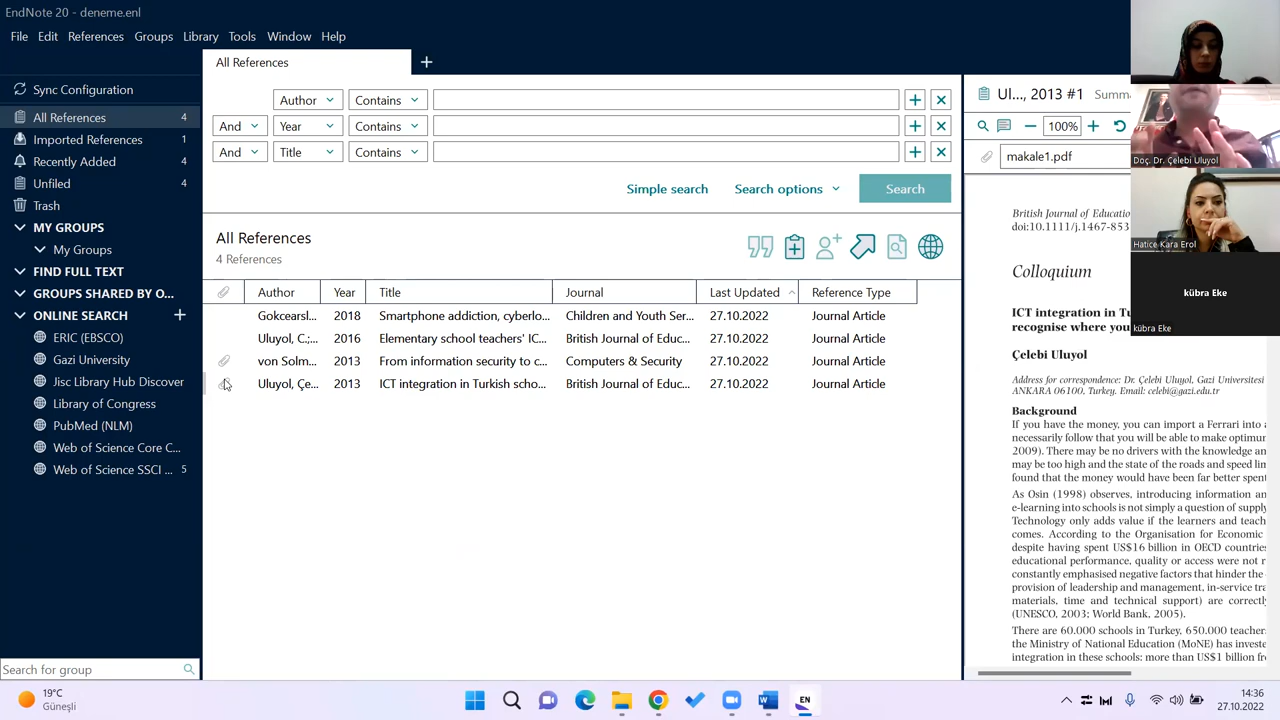 EndNote 20 - deneme.enl
File Edit References Groups Library Tools Window Help
Sync Configuration
All References 4
Imported References 1
Recently Added 4
Unfiled 4
Trash
MY GROUPS
My Groups
FIND FULL TEXT
GROUPS SHARED BY O...
ONLINE SEARCH
ERIC (EBSCO)
Gazi University
Jisc Library Hub Discover
Library of Congress
PubMed (NLM)
Web of Science Core C...
Web of Science SSCI ... 5
Search for group
All References
Author Contains
And Year Contains
And Title Contains
Simple search Search options Search
All References
4 References
Author Year Title Journal Last Updated Reference Type
Gokcearsl... 2018 Smartphone addiction, cyberlo... Children and Youth Ser... 27.10.2022 Journal Article
Uluyol, C.;... 2016 Elementary school teachers' IC... British Journal of Educ... 27.10.2022 Journal Article
von Solm... 2013 From information security to c... Computers & Security 27.10.2022 Journal Article
Uluyol, Çe... 2013 ICT integration in Turkish scho... British Journal of Educ... 27.10.2022 Journal Article
Ul..., 2013 #1 Summa
100%
makale1.pdf
British Journal of Educatio
doi:10.1111/j.1467-853
Colloquium
ICT integration in Tu
recognise where you
Çelebi Uluyol
Address for correspondence: Dr. Çelebi Uluyol, Gazi Universitesi
ANKARA 06100, Turkey. Email: celebi@gazi.edu.tr
Background
If you have the money, you can import a Ferrari into a
necessarily follow that you will be able to make optimur
2009). There may be no drivers with the knowledge an
may be too high and the state of the roads and speed lim
found that the money would have been far better spent
As Osin (1998) observes, introducing information an
e-learning into schools is not simply a question of supply
Technology only adds value if the learners and teach
comes. According to the Organisation for Economic
despite having spent US$16 billion in OECD countries
educational performance, quality or access were not r
constantly emphasised negative factors that hinder the
provision of leadership and management, in-service tra
materials, time and technical support) are correctly
(UNESCO, 2003; World Bank, 2005).
There are 60.000 schools in Turkey, 650.000 teacher
the Ministry of National Education (MoNE) has investe
integration in these schools: more than US$1 billion fr
Doç. Dr. Çelebi Uluyol
Hatice Kara Erol
kübra Eke
kübra Eke
19°C
Güneşli
EN
14:36
27.10.2022